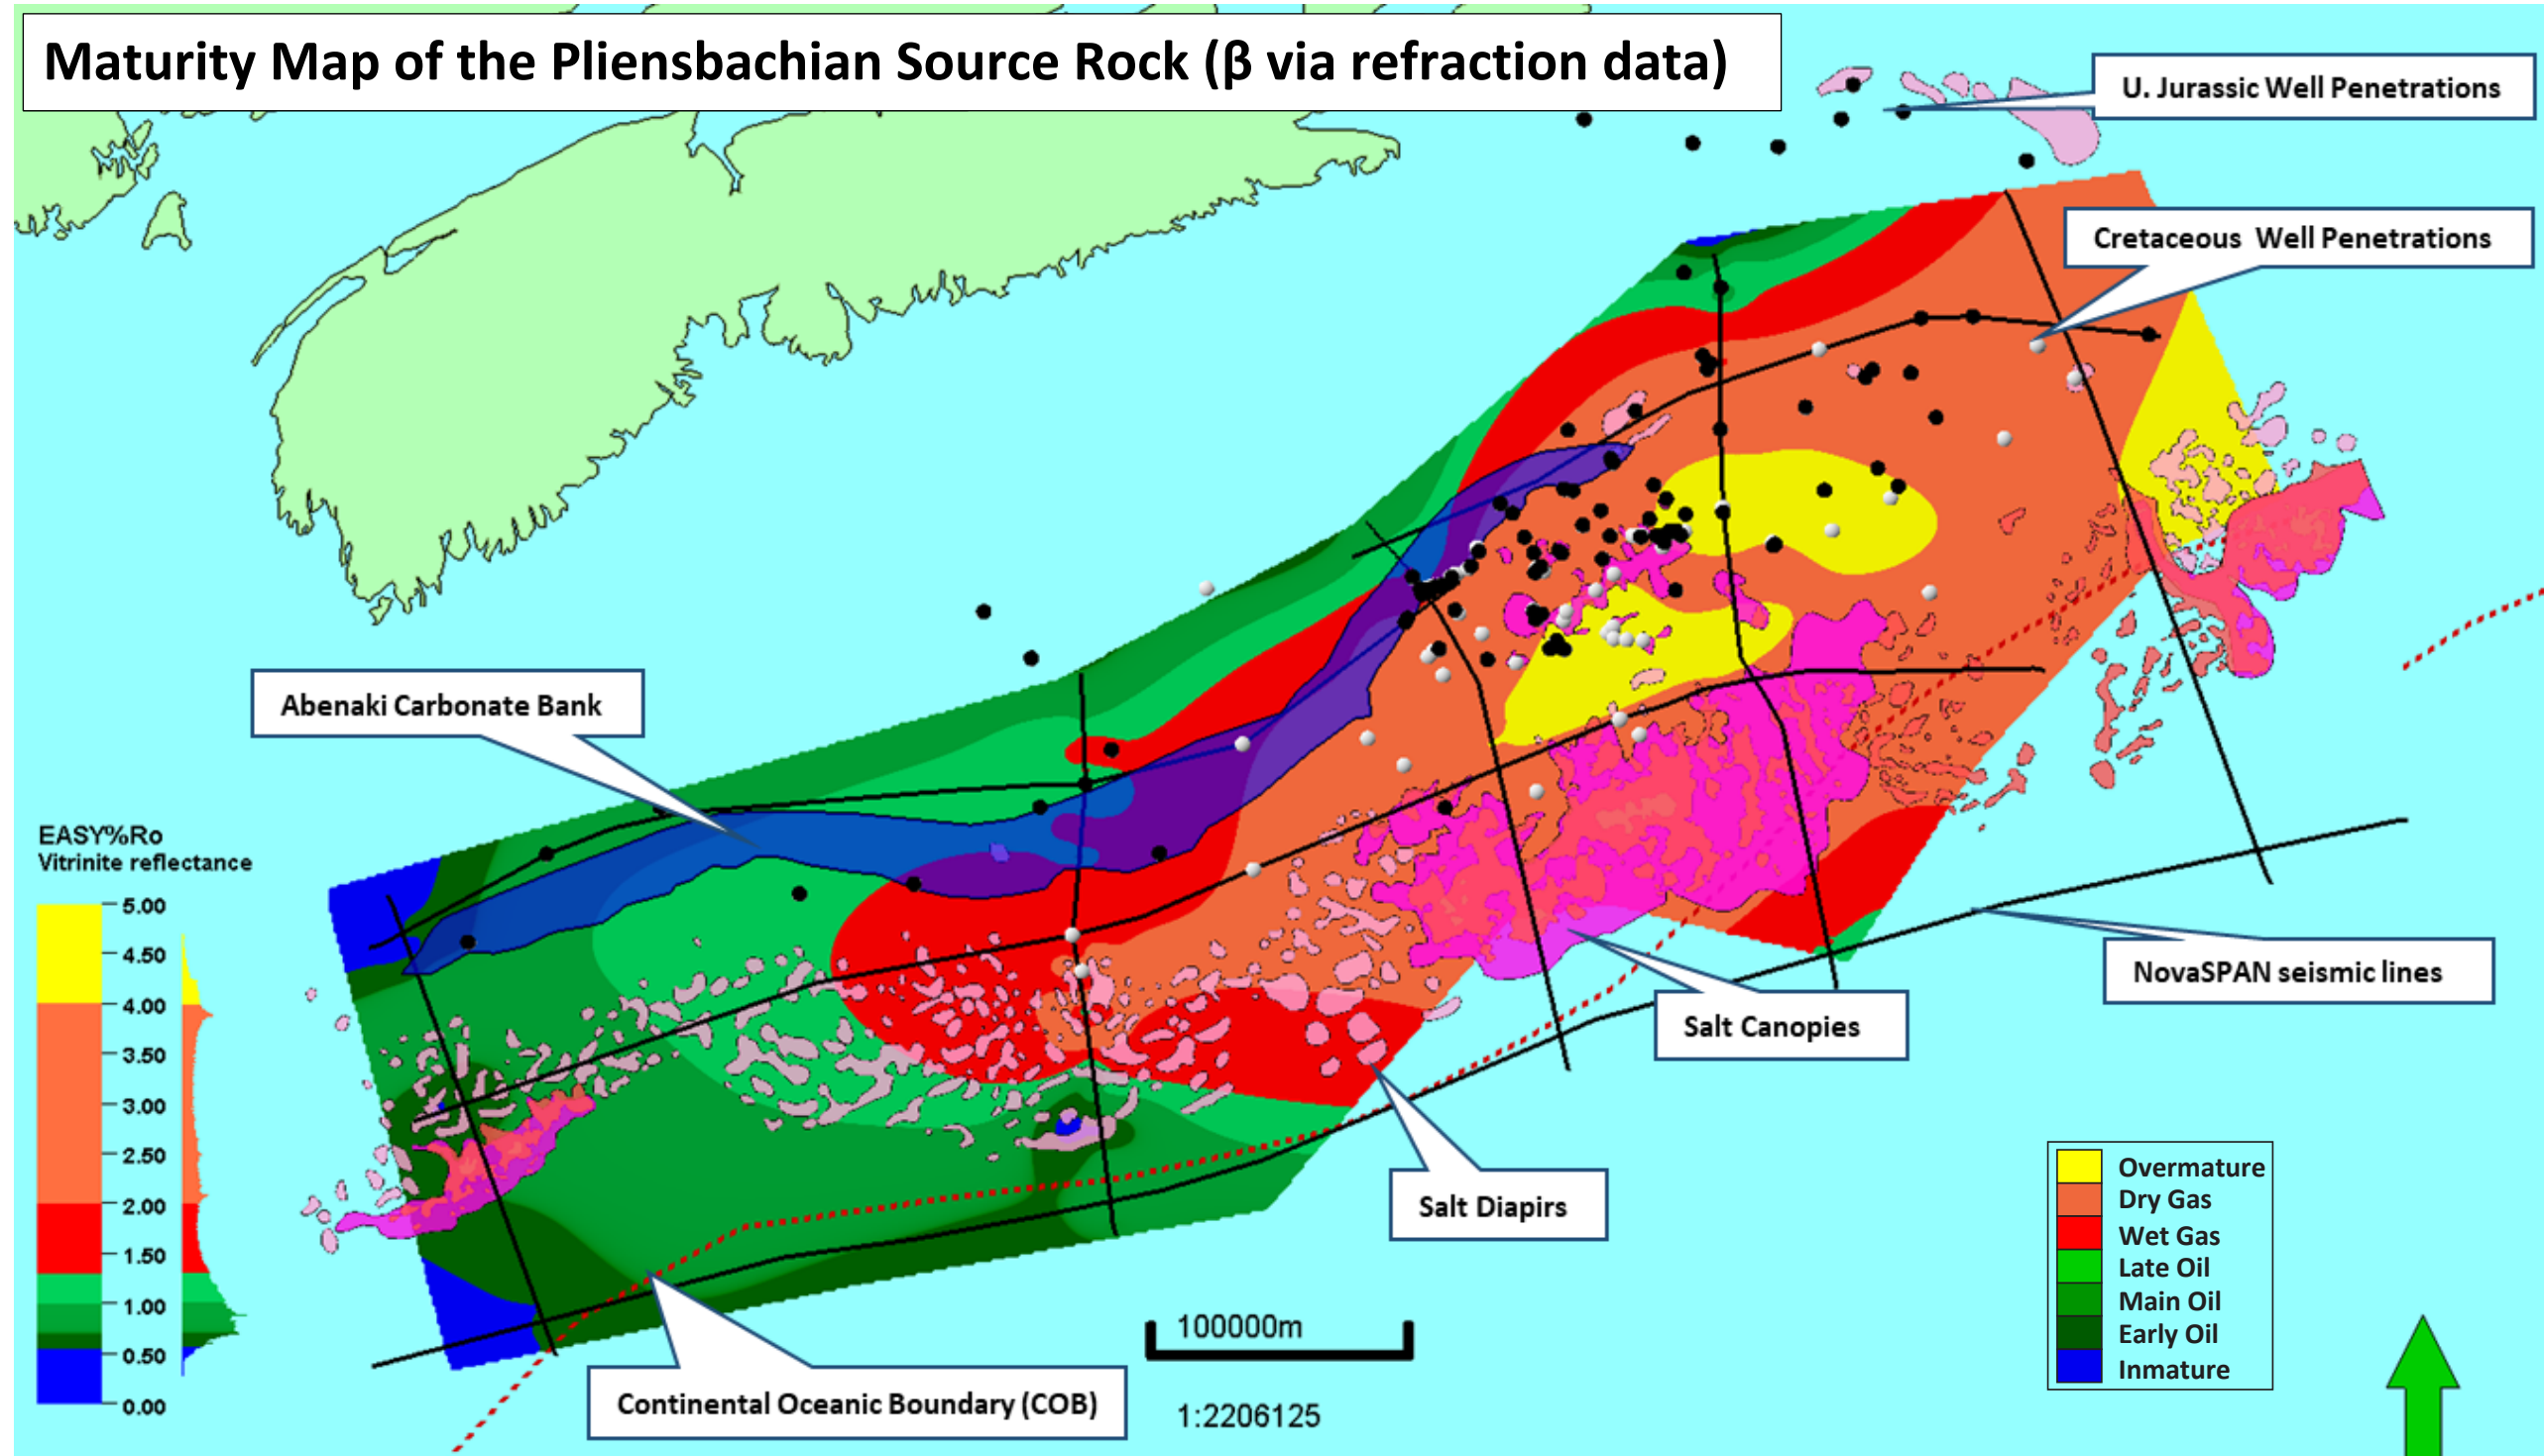 Maturity Map of the Pliensbachian Source Rock (β via refraction data)
U. Jurassic Well Penetrations
Cretaceous Well Penetrations
Abenaki Carbonate Bank
EASY%Ro
Vitrinite reflectance
5.00
4.50
4.00
3.50
3.00
2.50
2.00
1.50
1.00
0.50
0.00
NovaSPAN seismic lines
Salt Canopies
Salt Diapirs
Continental Oceanic Boundary (COB)
100000m
1:2206125
Overmature
Dry Gas
Wet Gas
Late Oil
Main Oil
Early Oil
Inmature